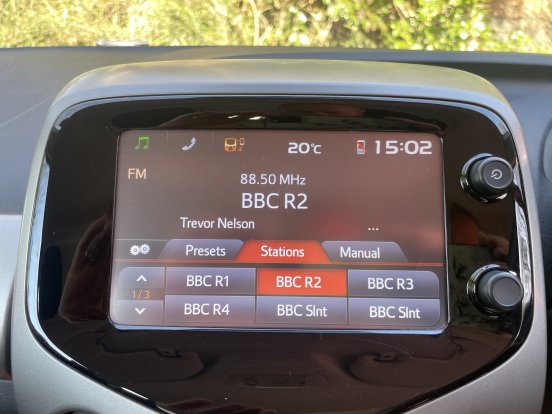 20°C 15:02
FM
88.50 MHz
BBC R2
Trevor Nelson ...
Presets Stations Manual
BBC R1 BBC R2 BBC R3
1/3
BBC R4 BBC Slnt BBC Slnt